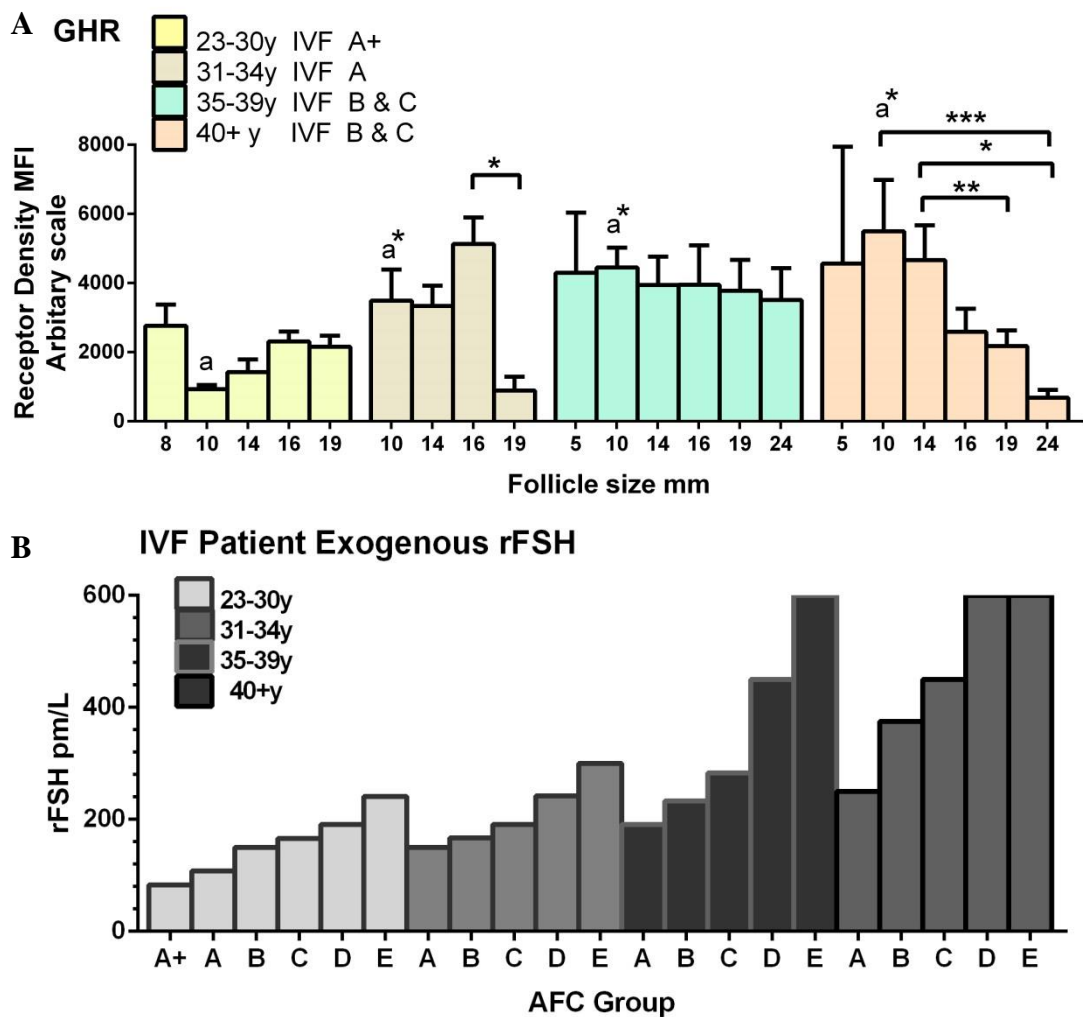 A GHR
23-30y IVF A+
31-34y IVF A
35-39y IVF B & C
40+ y IVF B & C
Receptor Density MFI
Arbitary scale
8000
6000
4000
2000
0
a
a*
*
a*
a*
***
*
**
8 10 14 16 19 10 14 16 19 5 10 14 16 19 24 5 10 14 16 19 24
Follicle size mm
B IVF Patient Exogenous rFSH
23-30y
31-34y
35-39y
40+y
rFSH pm/L
600
400
200
0
A+ A B C D E A B C D E A B C D E A B C D E
AFC Group